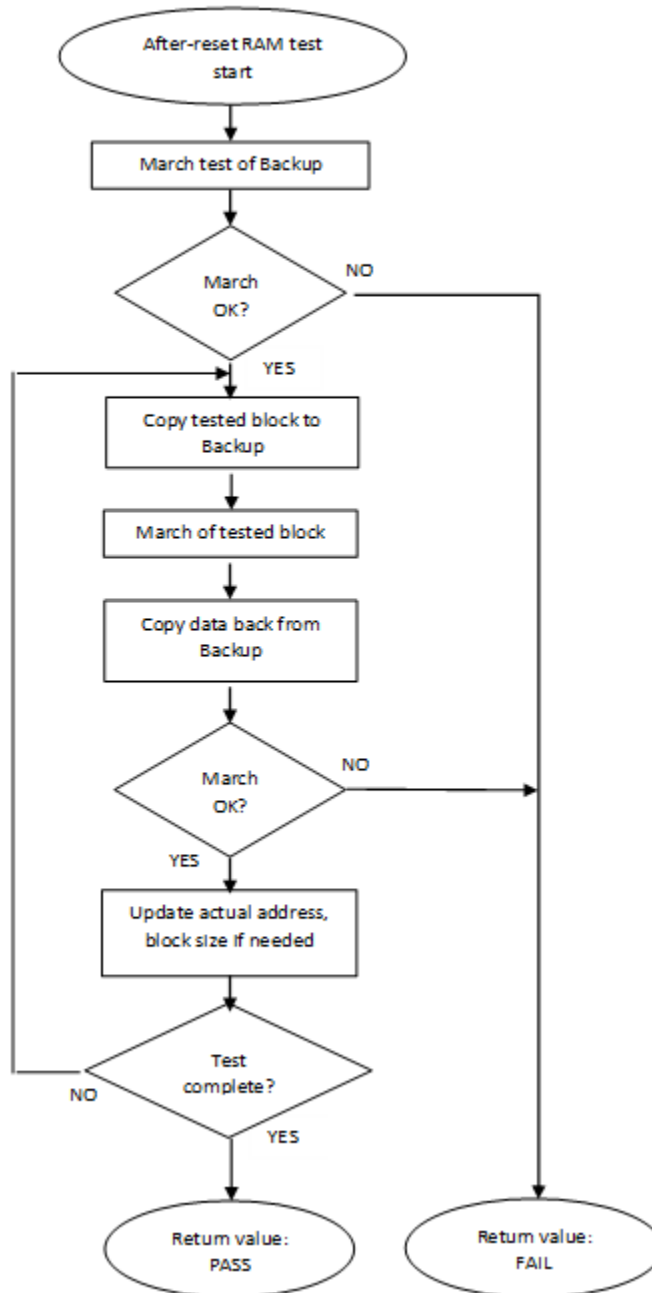 After-reset RAM test
start
March test of Backup
March
OK?
NO
YES
Copy tested block to
Backup
March of tested block
Copy data back from
Backup
March
OK?
NO
YES
Update actual address,
block size if needed
Test
complete?
NO
YES
Return value:
PASS
Return value:
FAIL